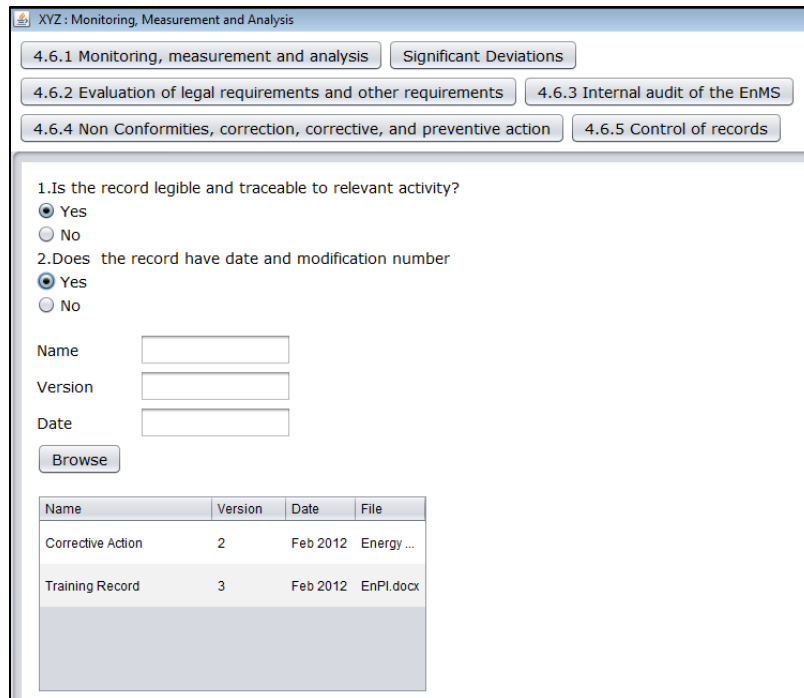 XYZ : Monitoring, Measurement and Analysis
4.6.1 Monitoring, measurement and analysis Significant Deviations
4.6.2 Evaluation of legal requirements and other requirements 4.6.3 Internal audit of the EnMS
4.6.4 Non Conformities, correction, corrective, and preventive action 4.6.5 Control of records
1.Is the record legible and traceable to relevant activity?
Yes
No
2.Does the record have date and modification number
Yes
No
Name
Version
Date
Browse
Name Version Date File
Corrective Action 2 Feb 2012 Energy ...
Training Record 3 Feb 2012 EnPI.docx